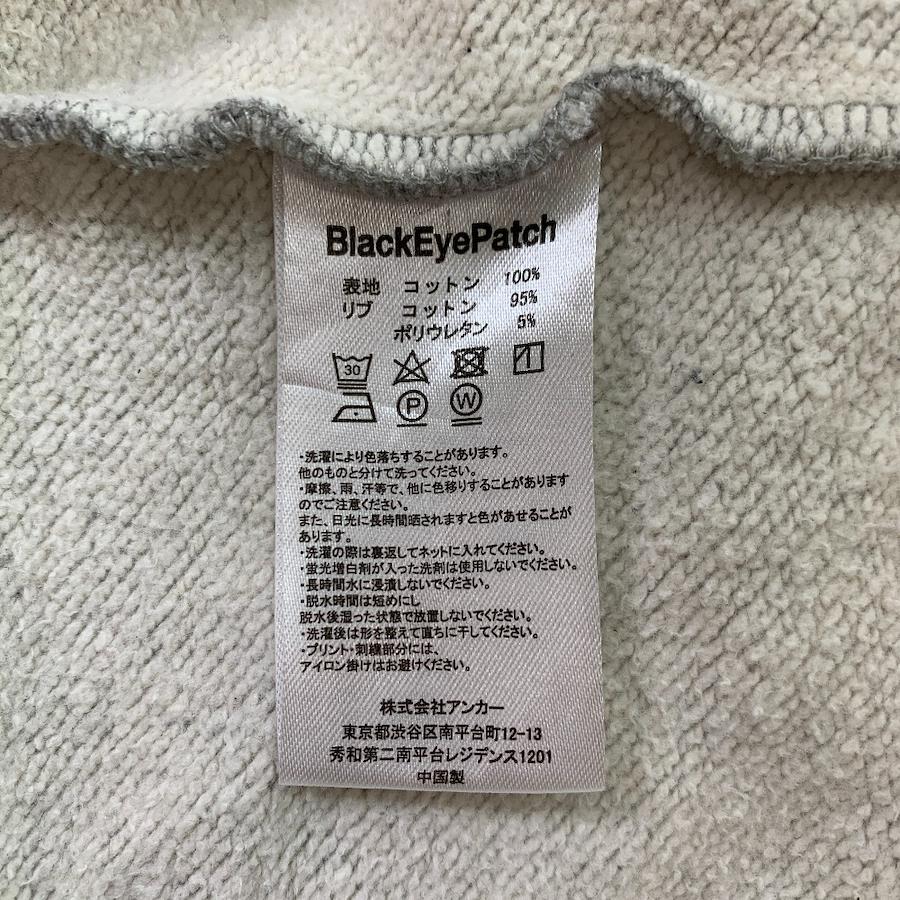 BlackEyePatch
表地 コットン 100%
リブ コットン 95%
ポリウレタン 5%
30
P W
・洗濯により色落ちすることがあります。
他のものと分けて洗ってください。
・摩擦、雨、汗等で、他に色移りすることがあります
のでご注意ください。
また、日光に長時間晒されますと色があせることが
あります。
・洗濯の際は裏返してネットに入れてください。
・蛍光増白剤が入った洗剤は使用しないでください。
・長時間水に浸漬しないでください。
・脱水時間は短めにし
脱水後湿った状態で放置しないでください。
・洗濯後は形を整えて直ちに干してください。
・プリント・刺繍部分には、
アイロン掛けはお避けください。
株式会社アンカー
東京都渋谷区南平台町12-13
秀和第二南平台レジデンス1201
中国製